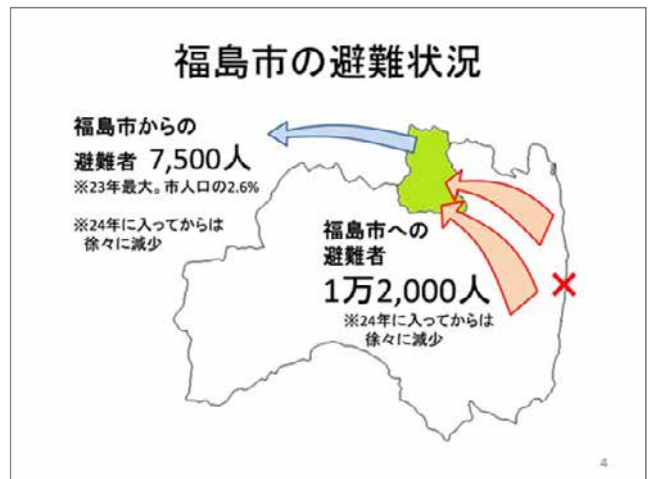 福島市の避難状況
福島市からの
避難者 7,500人
※23年最大。市人口の2.6%
※24年に入ってからは
徐々に減少
福島市への
避難者
1万2,000人
※24年に入ってからは
徐々に減少
4